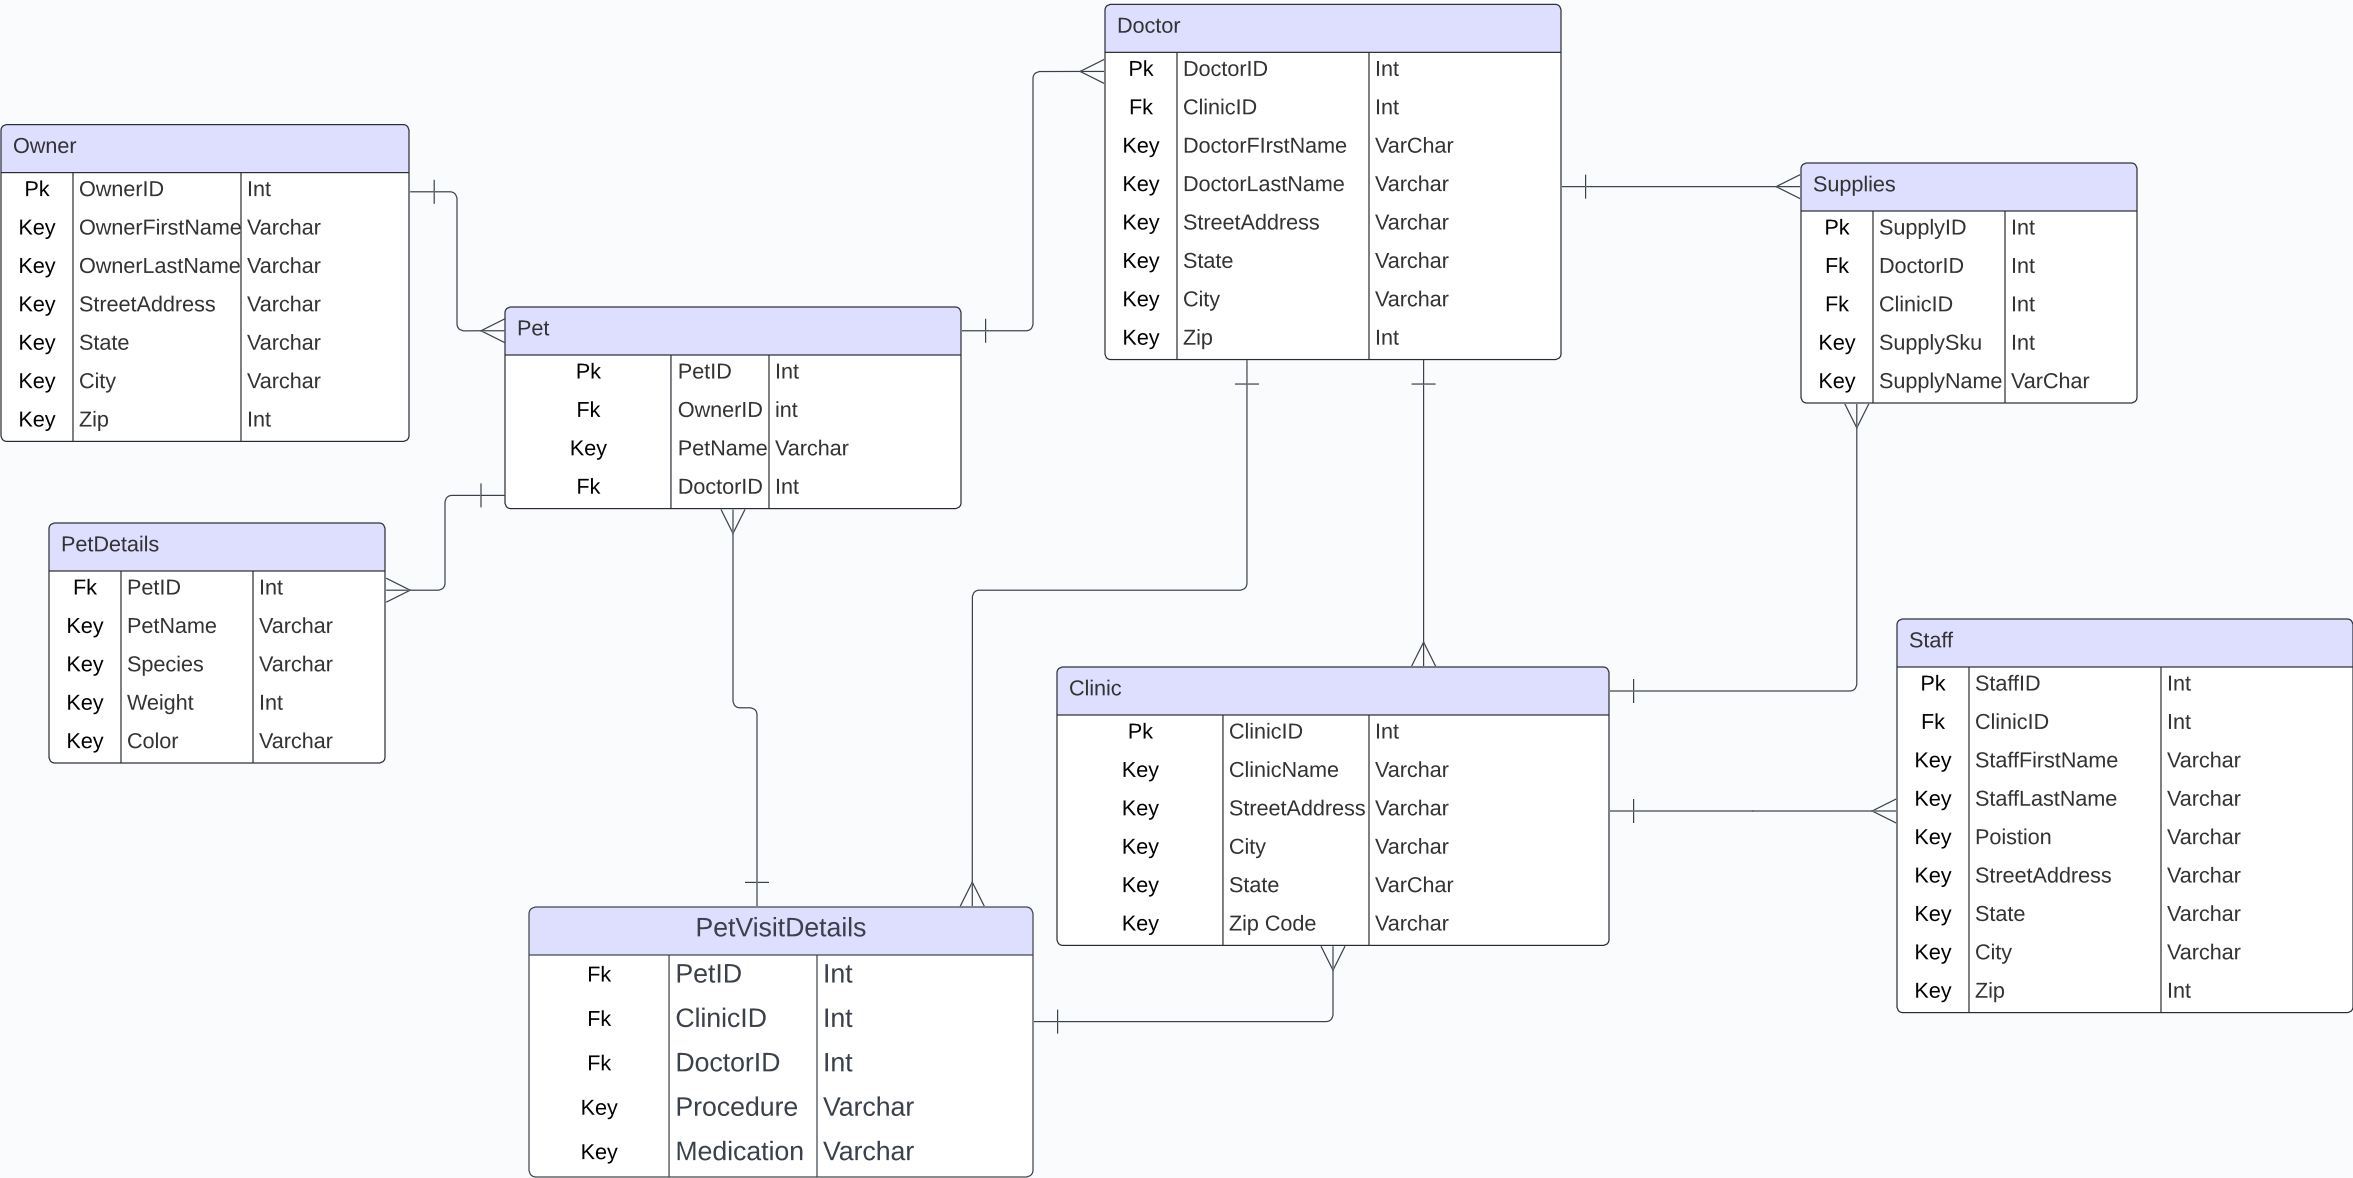 Owner
Pk OwnerID Int
Key OwnerFirstName Varchar
Key OwnerLastName Varchar
Key StreetAddress Varchar
Key State Varchar
Key City Varchar
Key Zip Int
PetDetails
Fk PetID Int
Key PetName Varchar
Key Species Varchar
Key Weight Int
Key Color Varchar
Pet
Pk PetID Int
Fk OwnerID int
Key PetName Varchar
Fk DoctorID Int
PetVisitDetails
Fk PetID Int
Fk ClinicID Int
Fk DoctorID Int
Key Procedure Varchar
Key Medication Varchar
Doctor
Pk DoctorID Int
Fk ClinicID Int
Key DoctorFIrstName VarChar
Key DoctorLastName Varchar
Key StreetAddress Varchar
Key State Varchar
Key City Varchar
Key Zip Int
Clinic
Pk ClinicID Int
Key ClinicName Varchar
Key StreetAddress Varchar
Key City Varchar
Key State VarChar
Key Zip Code Varchar
Supplies
Pk SupplyID Int
Fk DoctorID Int
Fk ClinicID Int
Key SupplySku Int
Key SupplyName VarChar
Staff
Pk StaffID Int
Fk ClinicID Int
Key StaffFirstName Varchar
Key StaffLastName Varchar
Key Poistion Varchar
Key StreetAddress Varchar
Key State Varchar
Key City Varchar
Key Zip Int